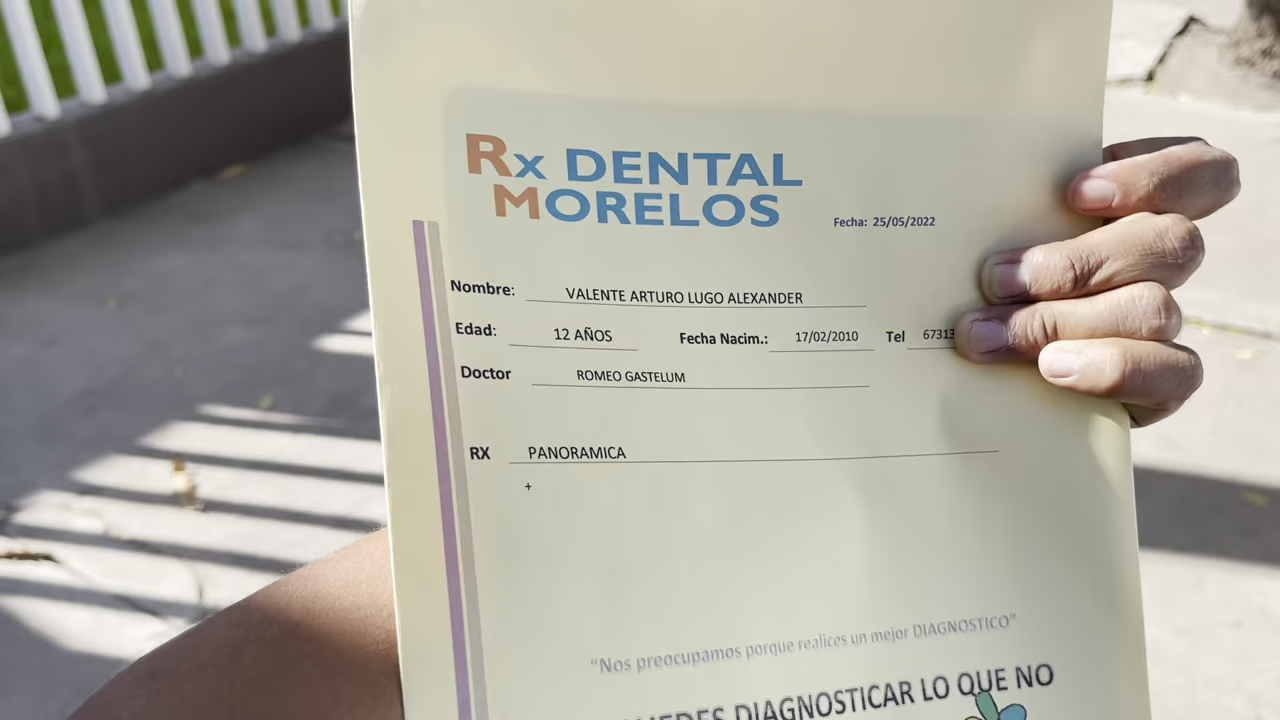 Rx DENTAL
MORELOS
Fecha: 25/05/2022
Nombre: VALENTE ARTURO LUGO ALEXANDER
Edad: 12 AÑOS Fecha Nacim.: 17/02/2010 Tel 67313
Doctor ROMEO GASTELUM
RX PANORAMICA
+
“Nos preocupamos porque realices un mejor DIAGNOSTICO”
DIAGNOSTICAR LO QUE NO